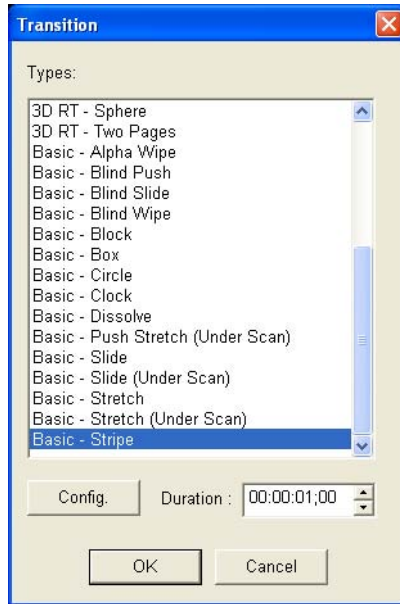 Transition
Types:
3D RT - Sphere
3D RT - Two Pages
Basic - Alpha Wipe
Basic - Blind Push
Basic - Blind Slide
Basic - Blind Wipe
Basic - Block
Basic - Box
Basic - Circle
Basic - Clock
Basic - Dissolve
Basic - Push Stretch (Under Scan)
Basic - Slide
Basic - Slide (Under Scan)
Basic - Stretch
Basic - Stretch (Under Scan)
Basic - Stripe
Config. Duration : 00:00:01;00
OK Cancel